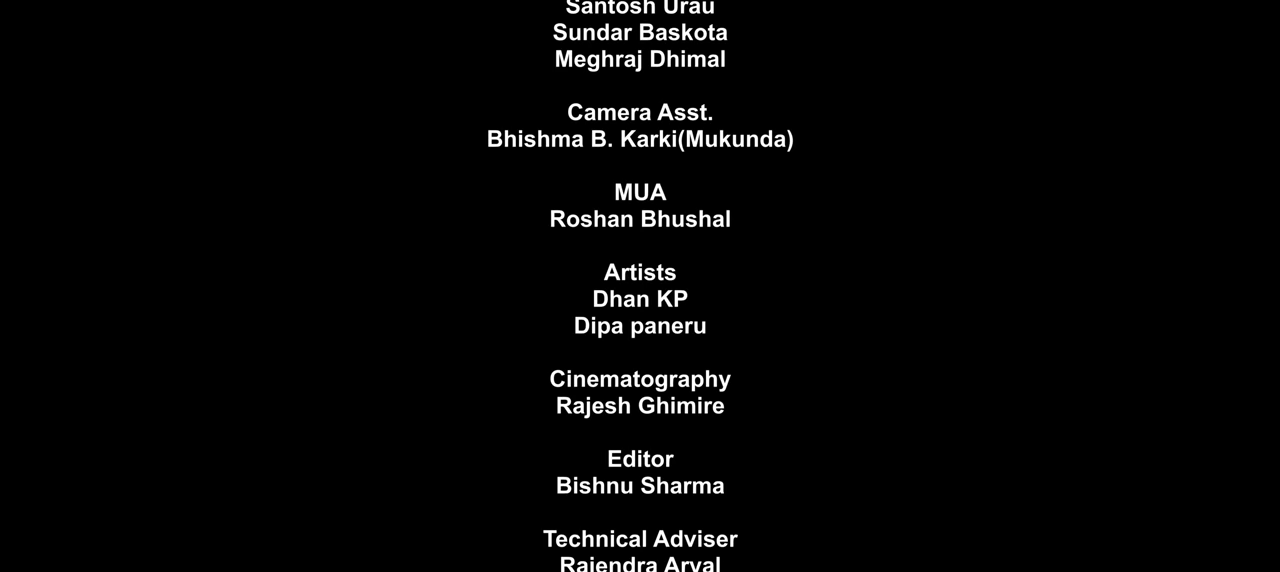 Santosh Urau
Sundar Baskota
Meghraj Dhimal
Camera Asst.
Bhishma B. Karki(Mukunda)
MUA
Roshan Bhushal
Artists
Dhan KP
Dipa paneru
Cinematography
Rajesh Ghimire
Editor
Bishnu Sharma
Technical Adviser
Rajendra Aryal